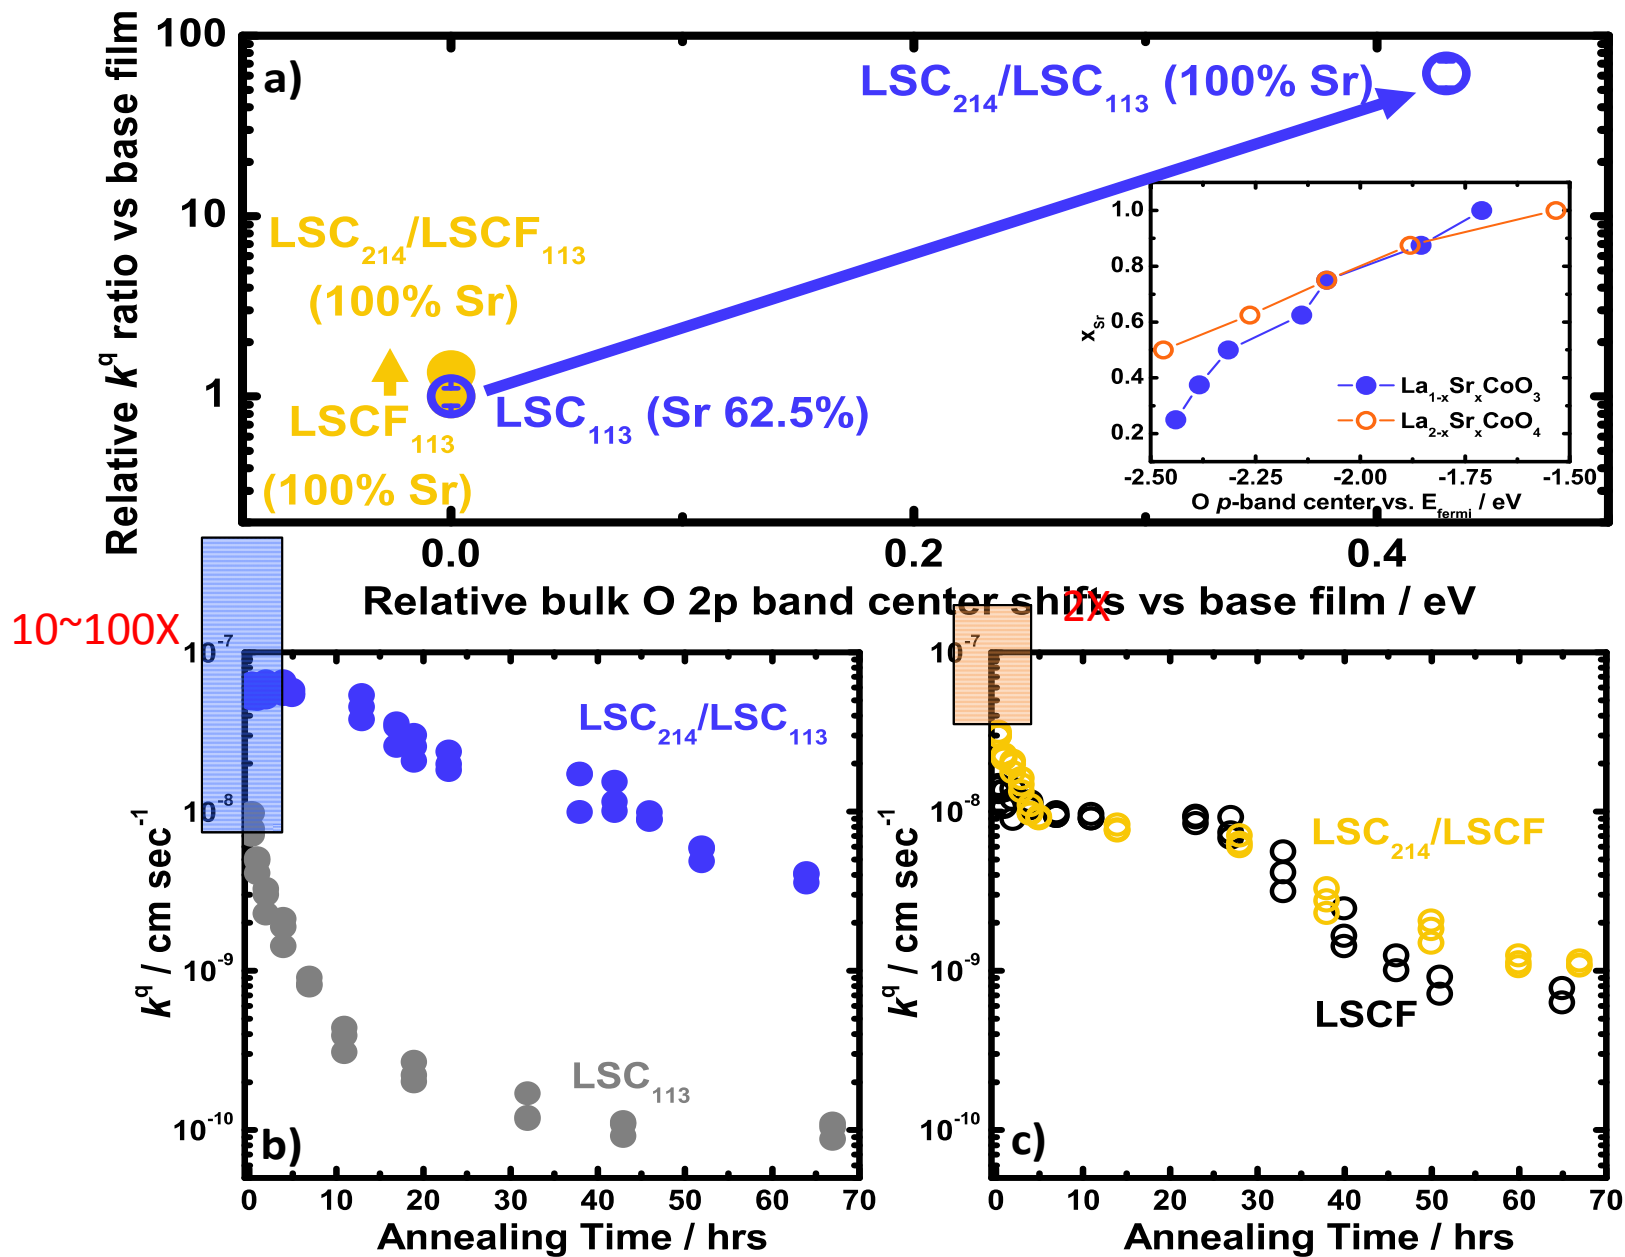 Relative k^q ratio vs base film
100
10
1
a)
LSC₂₁₄/LSC₁₁₃ (100% Sr)
LSC₂₁₄/LSCF₁₁₃
(100% Sr)
LSCF₁₁₃
(100% Sr)
LSC₁₁₃ (Sr 62.5%)
x_Sr
1.0
0.8
0.6
0.4
0.2
La₁₋ₓSrₓCoO₃
La₂₋ₓSrₓCoO₄
-2.50 -2.25 -2.00 -1.75 -1.50
O p-band center vs. E_fermi / eV
0.0 0.2 0.4
Relative bulk O 2p band center shifts vs base film / eV
10~100X
2X
k^q / cm sec⁻¹
10⁻⁷
10⁻⁸
10⁻⁹
10⁻¹⁰
LSC₂₁₄/LSC₁₁₃
LSC₁₁₃
b)
0 10 20 30 40 50 60 70
Annealing Time / hrs
k^q / cm sec⁻¹
10⁻⁷
10⁻⁸
10⁻⁹
10⁻¹⁰
LSC₂₁₄/LSCF
LSCF
c)
0 10 20 30 40 50 60 70
Annealing Time / hrs